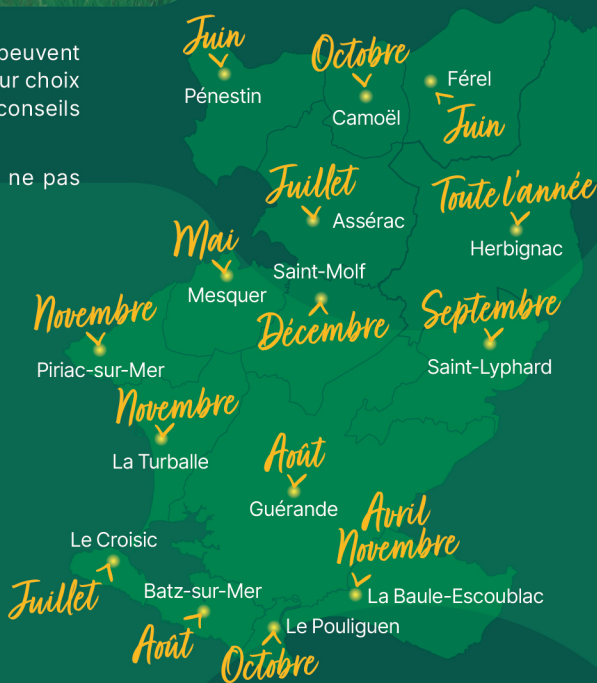 peuvent
ur choix
conseils
ne pas
Juin
Pénestin
Octobre
Camoël
Férel
Juin
Juillet
Assérac
Toute l'année
Herbignac
Mai
Mesquer
Saint-Molf
Décembre
Septembre
Saint-Lyphard
Novembre
Piriac-sur-Mer
Novembre
La Turballe
Août
Guérande
Avril
Novembre
La Baule-Escoublac
Le Croisic
Juillet
Batz-sur-Mer
Août
Le Pouliguen
Octobre